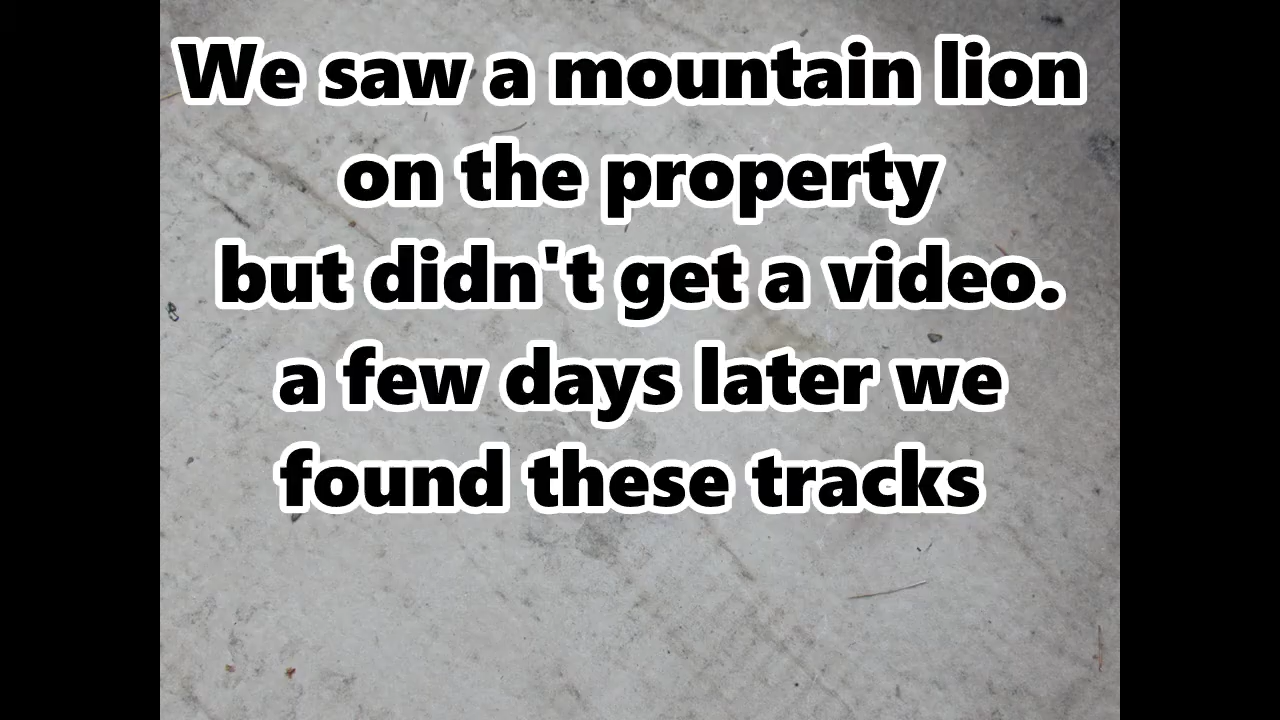 We saw a mountain lion
on the property
but didn't get a video.
a few days later we
found these tracks